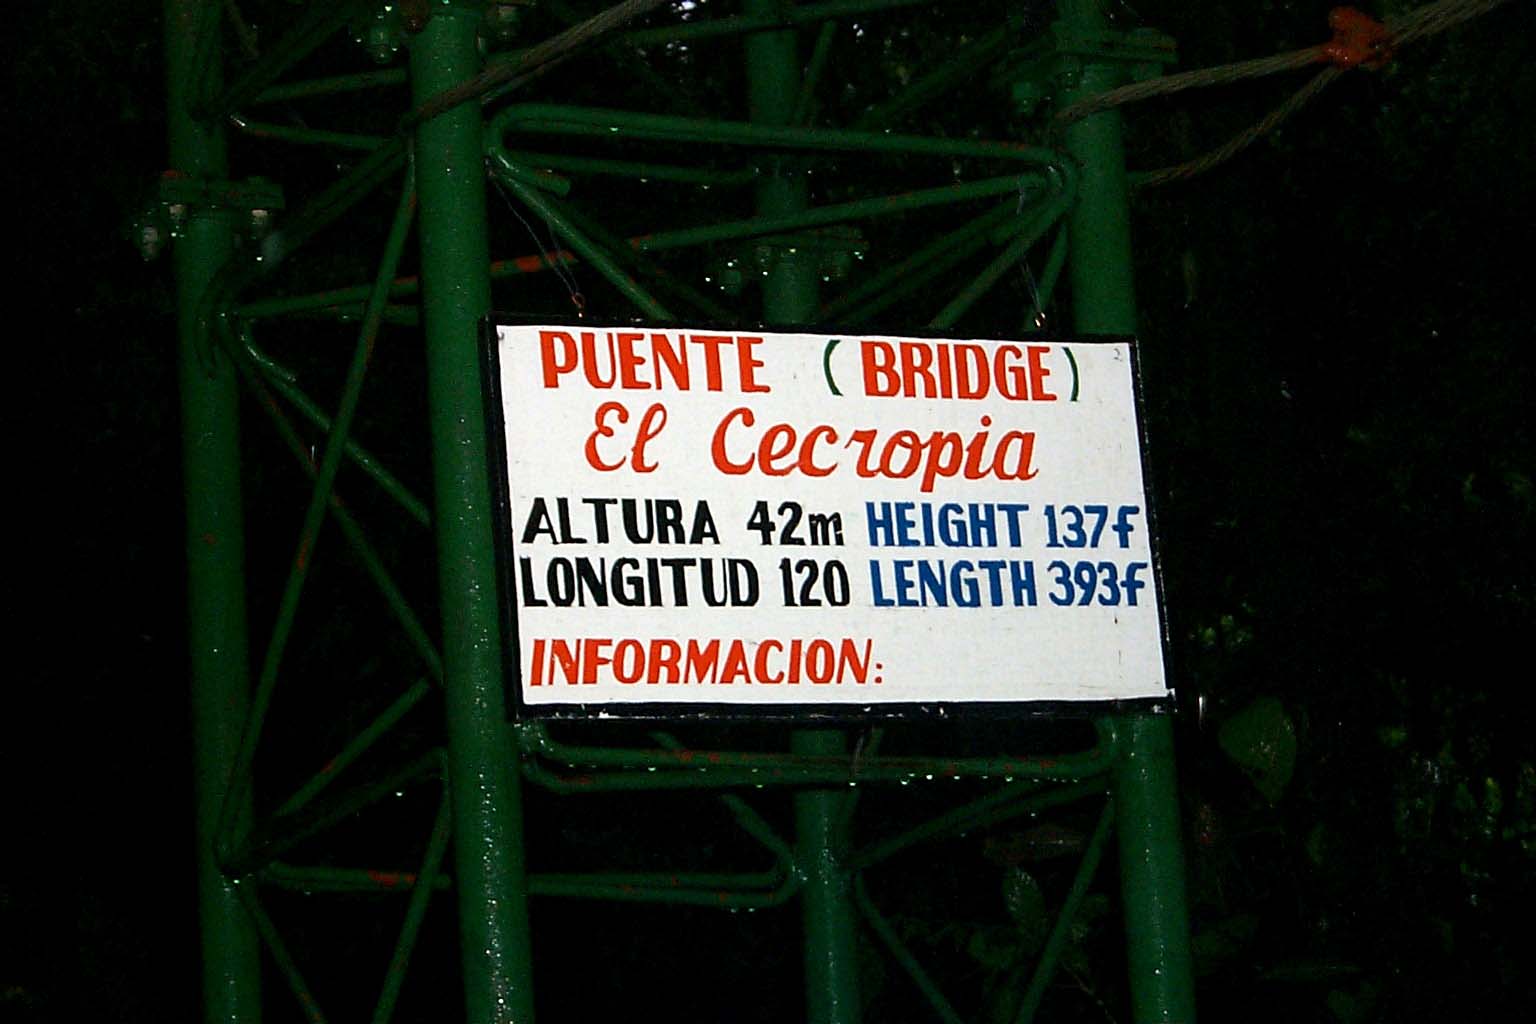 PUENTE (BRIDGE)
El Cecropia
ALTURA 42m HEIGHT 137f
LONGITUD 120 LENGTH 393f
INFORMACION: